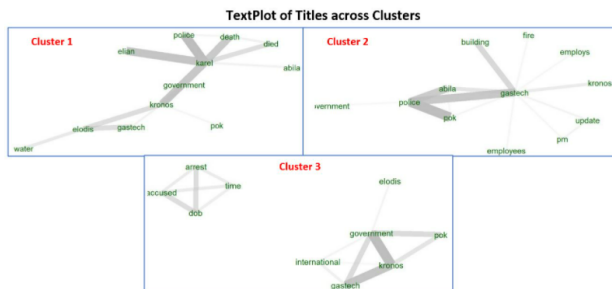 TextPlot of Titles across Clusters
Cluster 1
police
death
elian
died
karel
abila
government
kronos
elodis
gastech
pok
water
Cluster 2
fire
building
employs
abila
gastech
kronos
overnment
police
pok
update
pm
employees
Cluster 3
arrest
accused
time
dob
elodis
government
pok
international
kronos
gastech